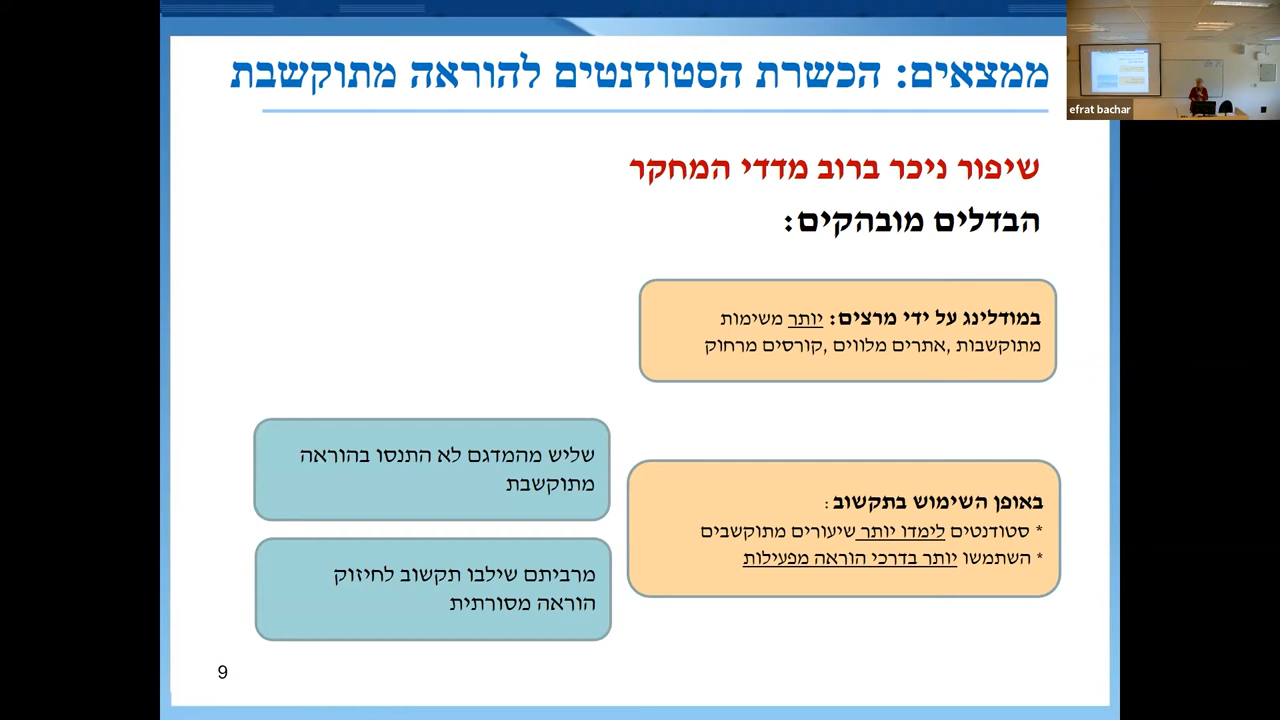 ממצאים: הכשרת הסטודנטים להוראה מתוקשבת
efrat bachar
שיפור ניכר ברוב מדדי המחקר
הבדלים מובהקים:
במודלינג על ידי מרצים: יותר משימות
מתוקשבות ,אתרים מלווים ,קורסים מרחוק
באופן השימוש בתקשוב :
* סטודנטים לימדו יותר שיעורים מתוקשבים
* השתמשו יותר בדרכי הוראה מפעילות
שליש מהמדגם לא התנסו בהוראה
מתוקשבת
מרביתם שילבו תקשוב לחיזוק
הוראה מסורתית
9